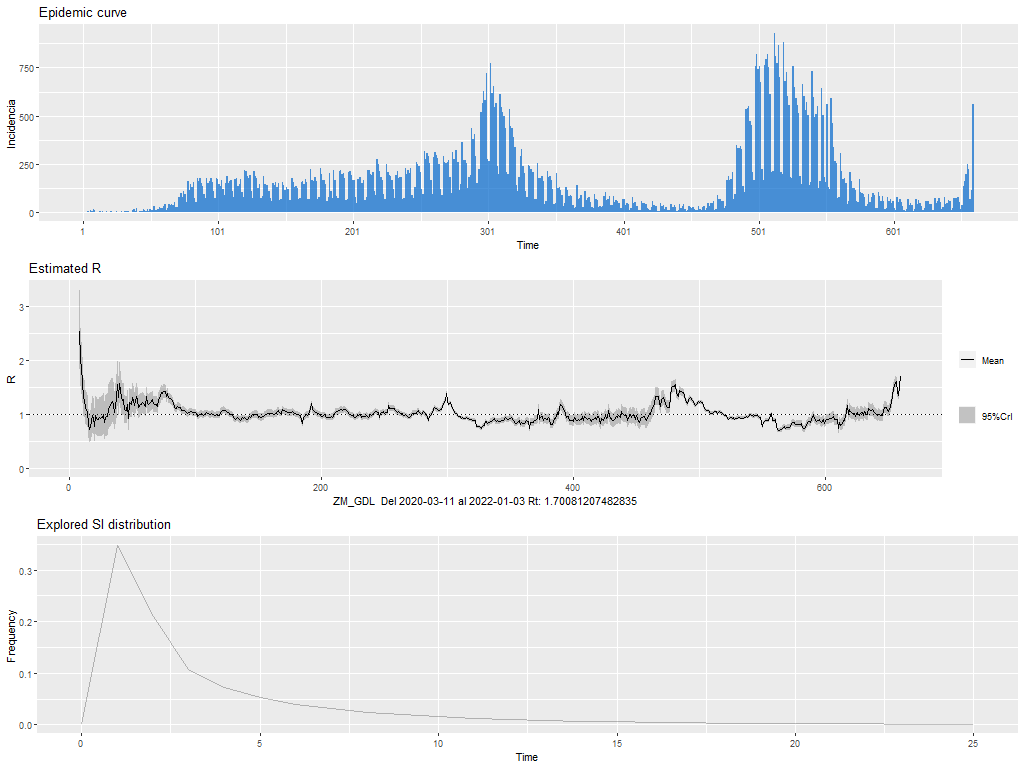 Epidemic curve
Incidencia
750
500
250
0
1
101
201
301
401
501
601
Time
Estimated R
R
3
2
1
0
0
200
400
600
Mean
95%CrI
ZM_GDL Del 2020-03-11 al 2022-01-03 Rt: 1.70081207482835
Explored SI distribution
Frequency
0.3
0.2
0.1
0.0
0
5
10
15
20
25
Time